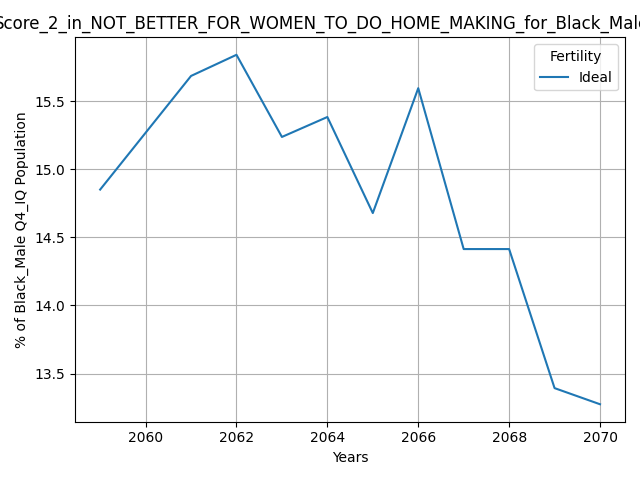 Score_2_in_NOT_BETTER_FOR_WOMEN_TO_DO_HOME_MAKING_for_Black_Male
Fertility
Ideal
% of Black_Male Q4_IQ Population
15.5
15.0
14.5
14.0
13.5
2060 2062 2064 2066 2068 2070
Years